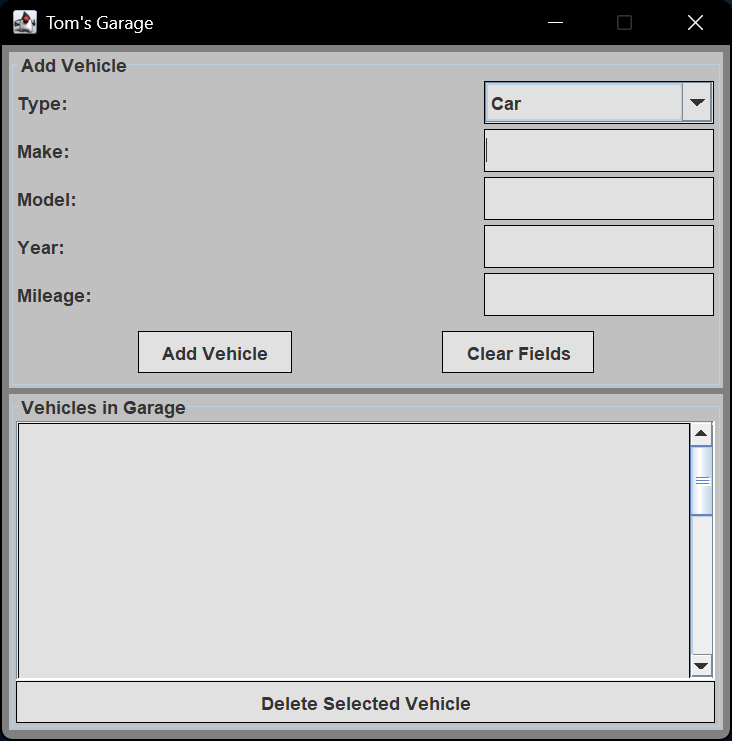 Tom's Garage
Add Vehicle
Type: Car
Make:
Model:
Year:
Mileage:
Add Vehicle Clear Fields
Vehicles in Garage
Delete Selected Vehicle